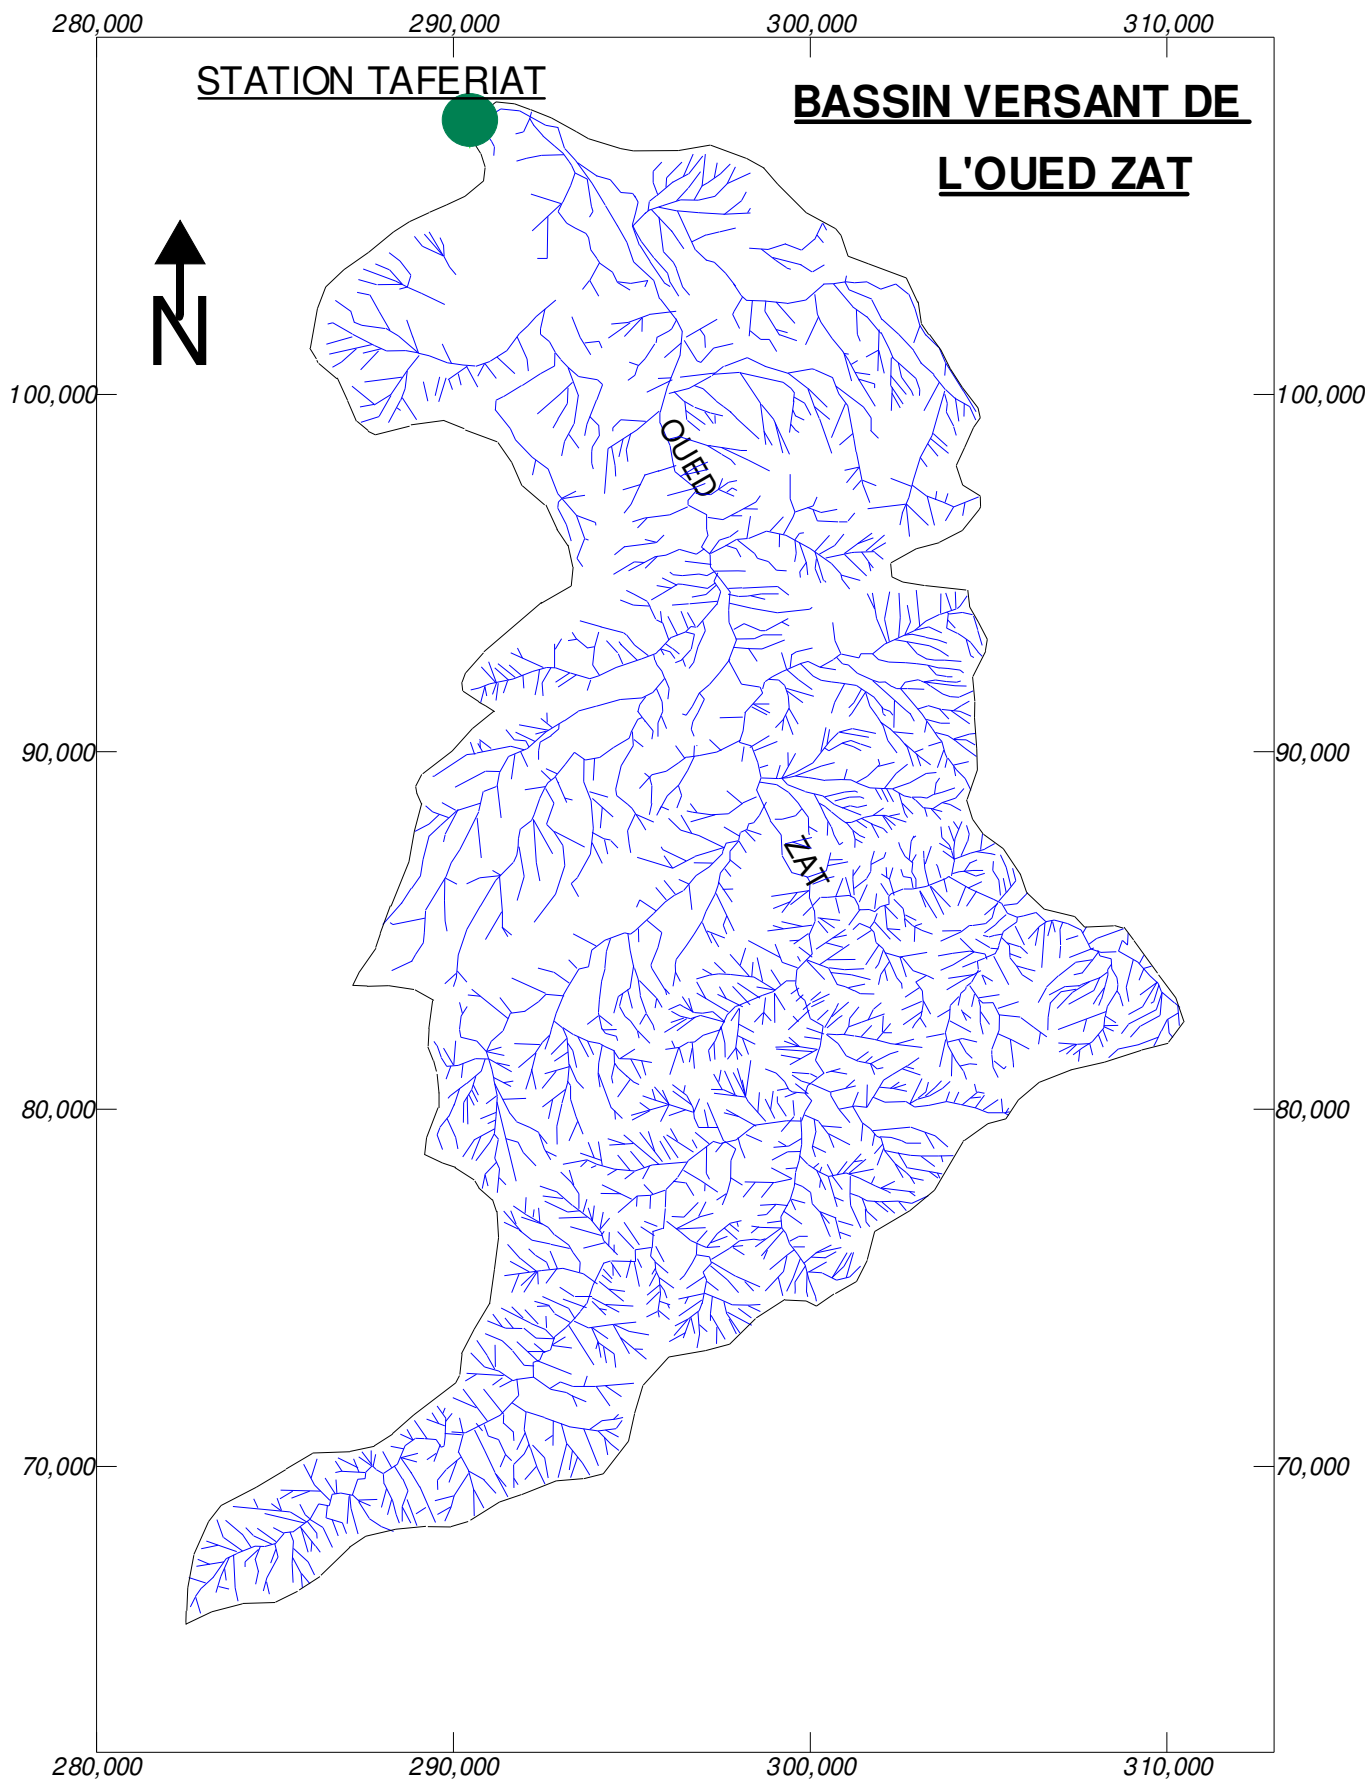 280,000 290,000 300,000 310,000
STATION TAFERIAT
BASSIN VERSANT DE
L'OUED ZAT
N
100,000 100,000
OUED
90,000 90,000
ZAT
80,000 80,000
70,000 70,000
280,000 290,000 300,000 310,000